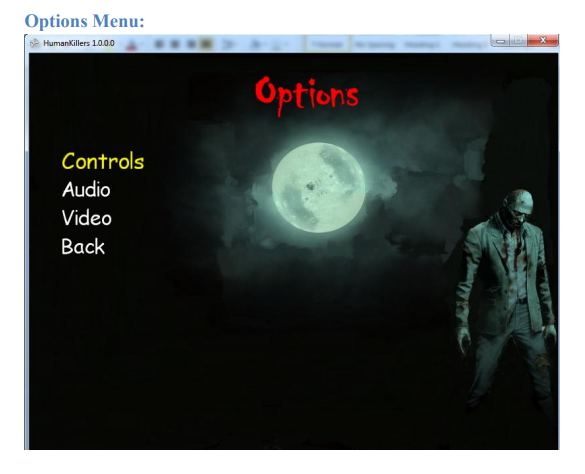 Options Menu:
HumanKillers 1.0.0.0
Options
Controls
Audio
Video
Back